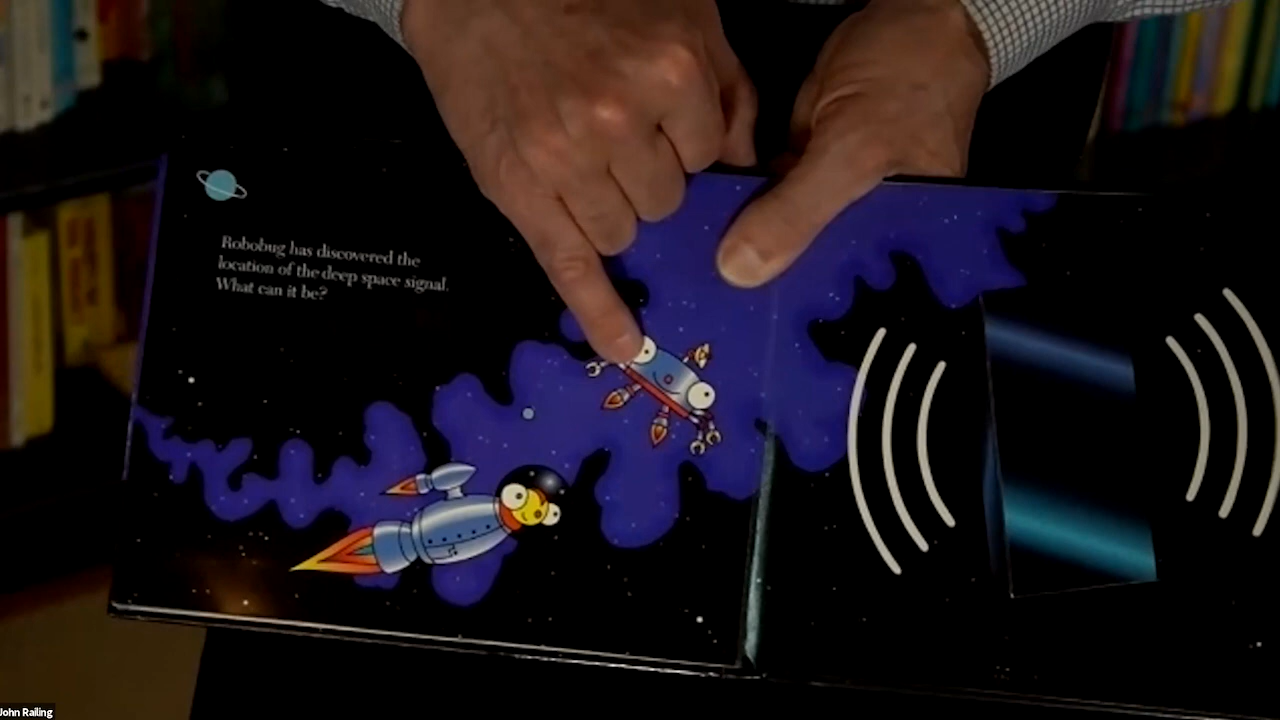 Robobug has discovered the
location of the deep space signal.
What can it be?
John Railing